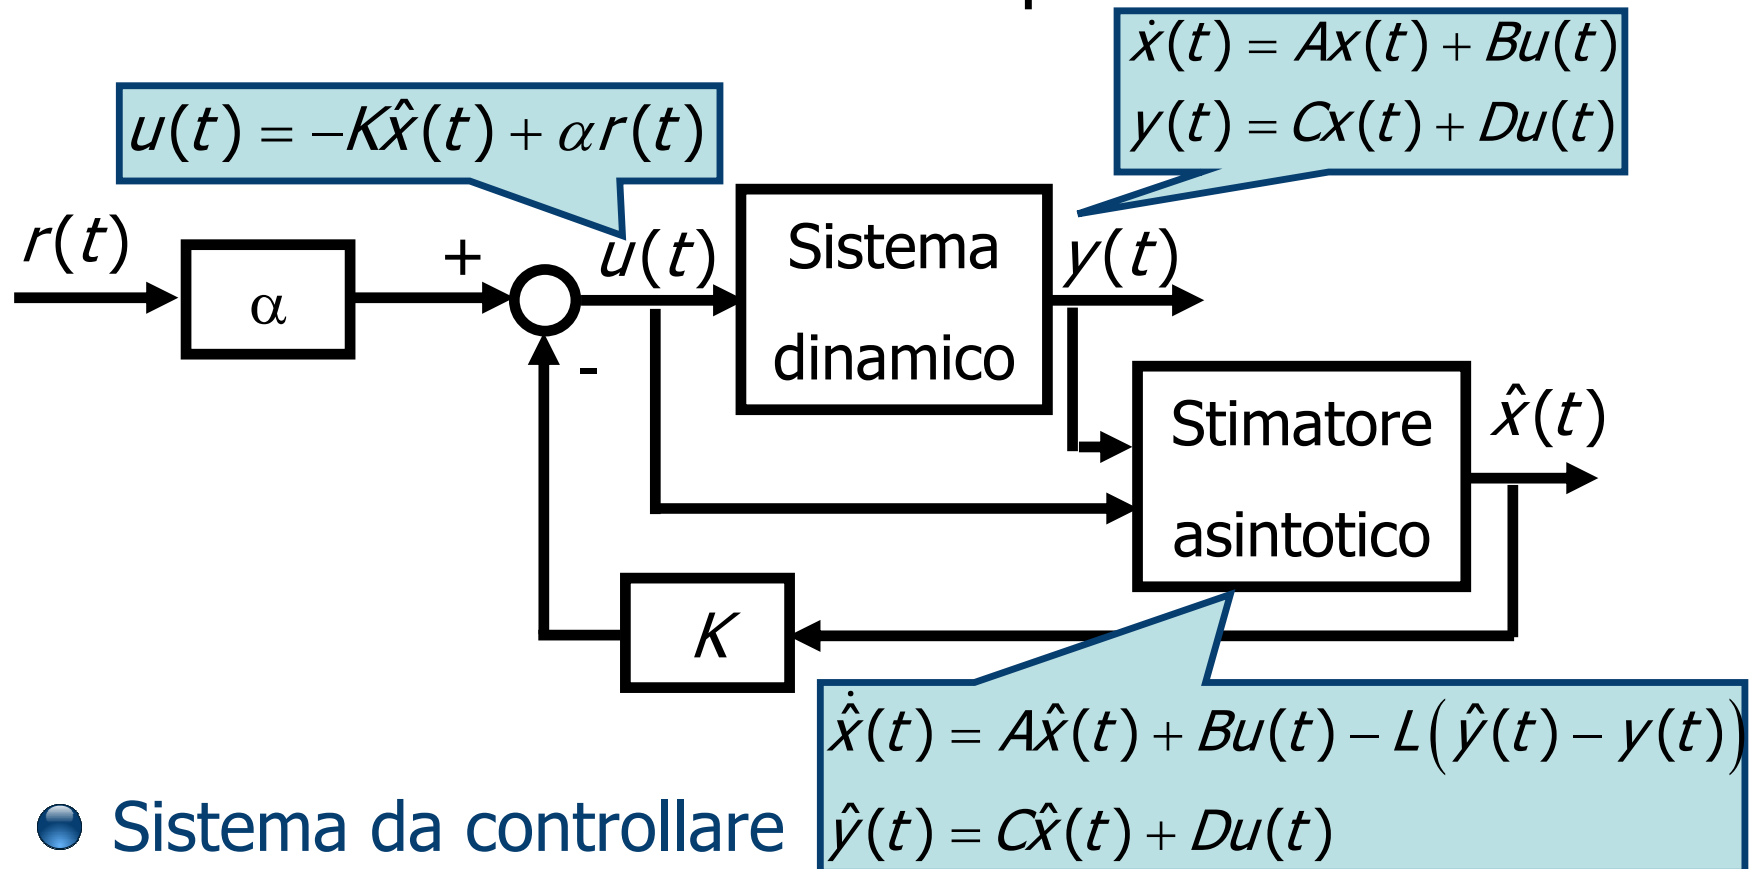 ẋ(t) = Ax(t) + Bu(t)
y(t) = Cx(t) + Du(t)
u(t) = −Kx̂(t) + αr(t)
r(t)
α
+
-
u(t)
Sistema
dinamico
y(t)
Stimatore
asintotico
x̂(t)
K
x̂̇(t) = Ax̂(t) + Bu(t) − L(ŷ(t) − y(t))
ŷ(t) = Cx̂(t) + Du(t)
Sistema da controllare